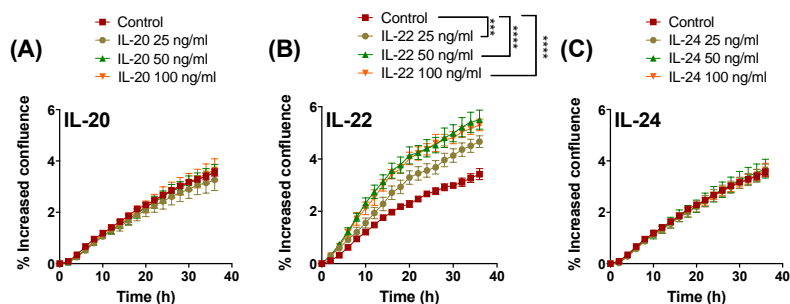 (A)
Control
IL-20 25 ng/ml
IL-20 50 ng/ml
IL-20 100 ng/ml
IL-20
% Increased confluence
6
4
2
0
0 10 20 30 40
Time (h)
(B)
Control
IL-22 25 ng/ml
IL-22 50 ng/ml
IL-22 100 ng/ml
***
****
****
IL-22
% Increased confluence
6
4
2
0
0 10 20 30 40
Time (h)
(C)
Control
IL-24 25 ng/ml
IL-24 50 ng/ml
IL-24 100 ng/ml
IL-24
% Increased confluence
6
4
2
0
0 10 20 30 40
Time (h)